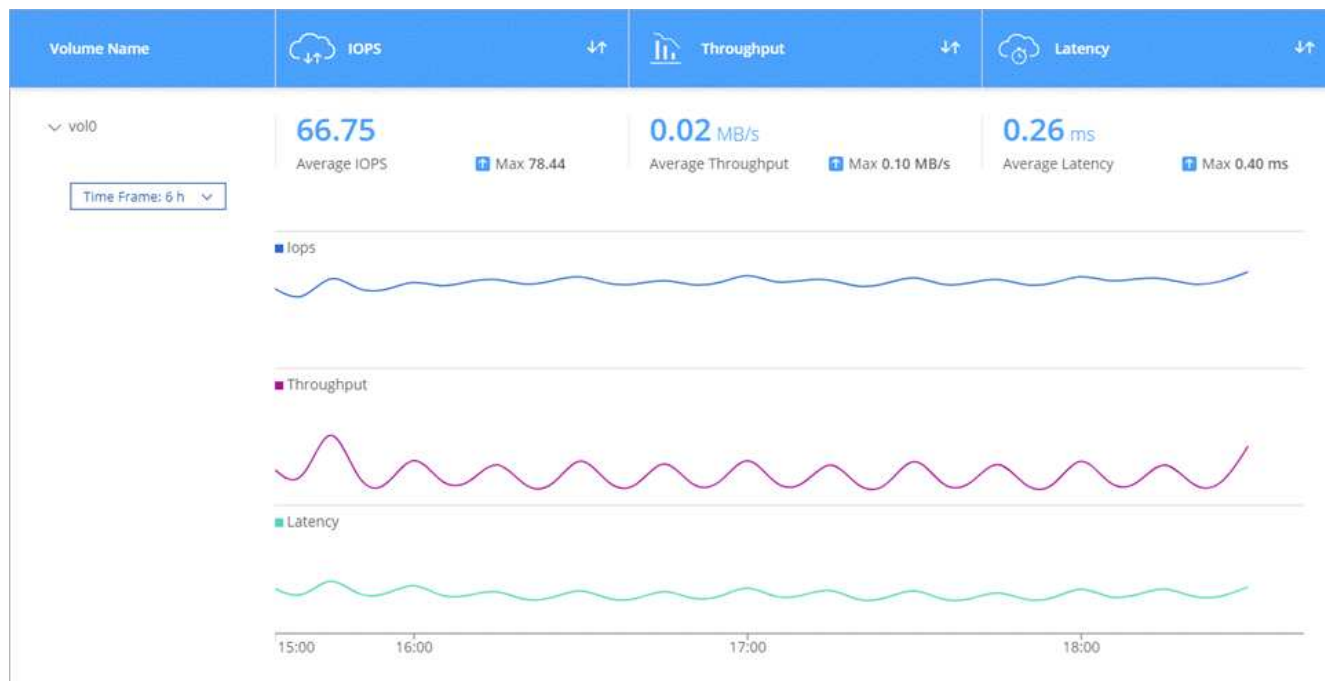 Volume Name IOPS Throughput Latency
vol0 66.75 0.02 MB/s 0.26 ms
Average IOPS Max 78.44 Average Throughput Max 0.10 MB/s Average Latency Max 0.40 ms
Time Frame: 6 h
Iops
Throughput
Latency
15:00 16:00 17:00 18:00